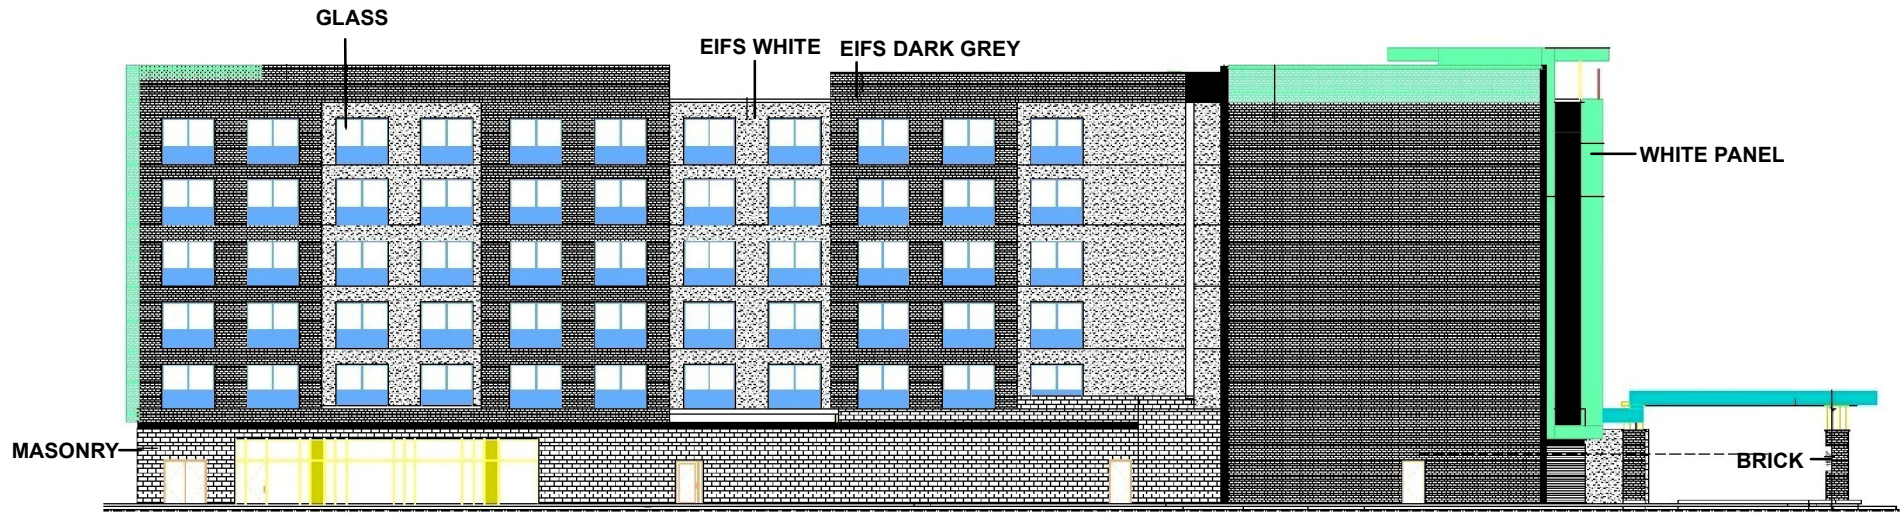 GLASS
EIFS WHITE
EIFS DARK GREY
WHITE PANEL
MASONRY
BRICK